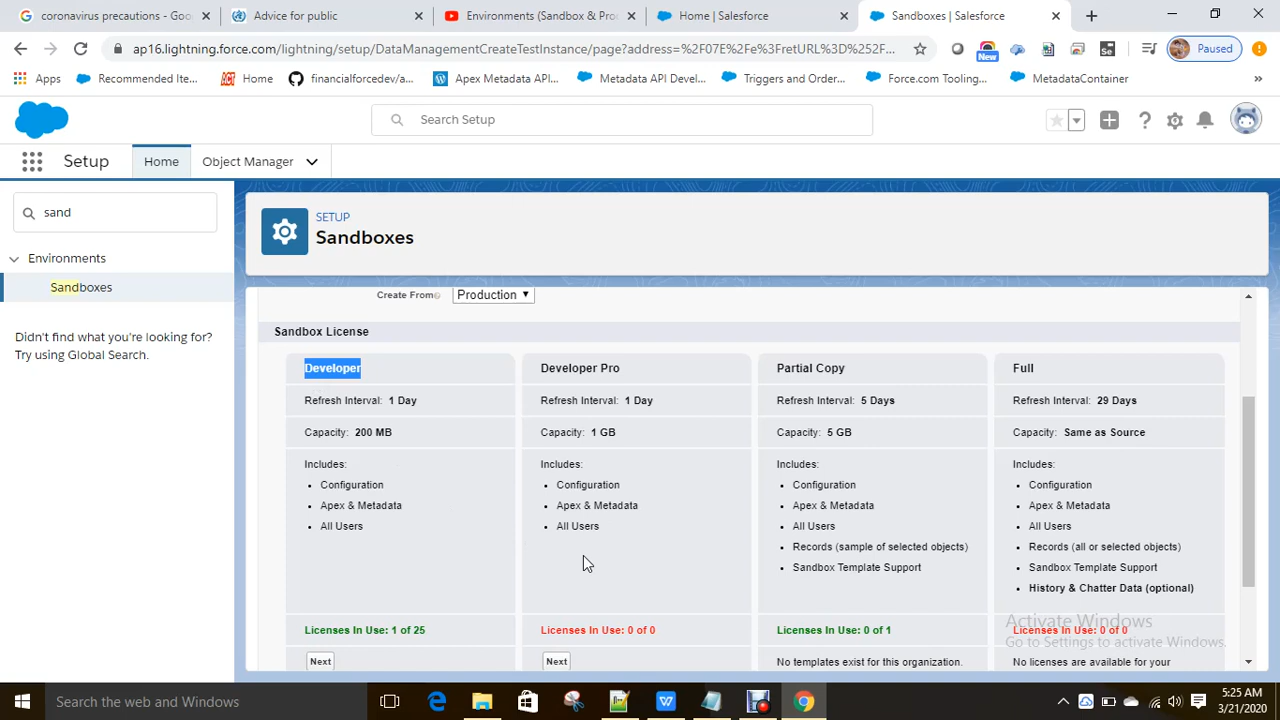 coronavirus precautions - Goo
Advice for public
Environments (Sandbox & Pro
Home | Salesforce
Sandboxes | Salesforce
ap16.lightning.force.com/lightning/setup/DataManagementCreateTestInstance/page?address=%2F07E%2Fe%3FretURL%3D%252F...
New
Se
Paused
Apps
Recommended Ite...
ACT
Home
financialforcedev/a...
Apex Metadata API...
Metadata API Devel...
Triggers and Order...
Force.com Tooling...
MetadataContainer
Search Setup
Setup
Home
Object Manager
sand
SETUP
Sandboxes
Environments
Sandboxes
Didn't find what you're looking for?
Try using Global Search.
Create From
Production
Sandbox License
Developer
Developer Pro
Partial Copy
Full
Refresh Interval: 1 Day
Refresh Interval: 1 Day
Refresh Interval: 5 Days
Refresh Interval: 29 Days
Capacity: 200 MB
Capacity: 1 GB
Capacity: 5 GB
Capacity: Same as Source
Includes:
• Configuration
• Apex & Metadata
• All Users
Includes:
• Configuration
• Apex & Metadata
• All Users
Includes:
• Configuration
• Apex & Metadata
• All Users
• Records (sample of selected objects)
• Sandbox Template Support
Includes:
• Configuration
• Apex & Metadata
• All Users
• Records (all or selected objects)
• Sandbox Template Support
• History & Chatter Data (optional)
Licenses In Use: 1 of 25
Licenses In Use: 0 of 0
Licenses In Use: 0 of 1
Licenses In Use: 0 of 0
Next
Next
No templates exist for this organization.
No licenses are available for your
Activate Windows
Go to Settings to activate Windows.
Search the web and Windows
5:25 AM
3/21/2020